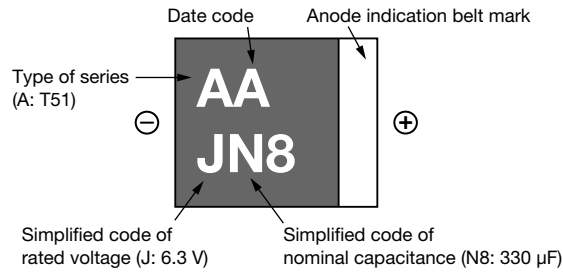 Date code
Anode indication belt mark
Type of series
(A: T51)
AA
JN8
⊖
⊕
Simplified code of
rated voltage (J: 6.3 V)
Simplified code of
nominal capacitance (N8: 330 μF)